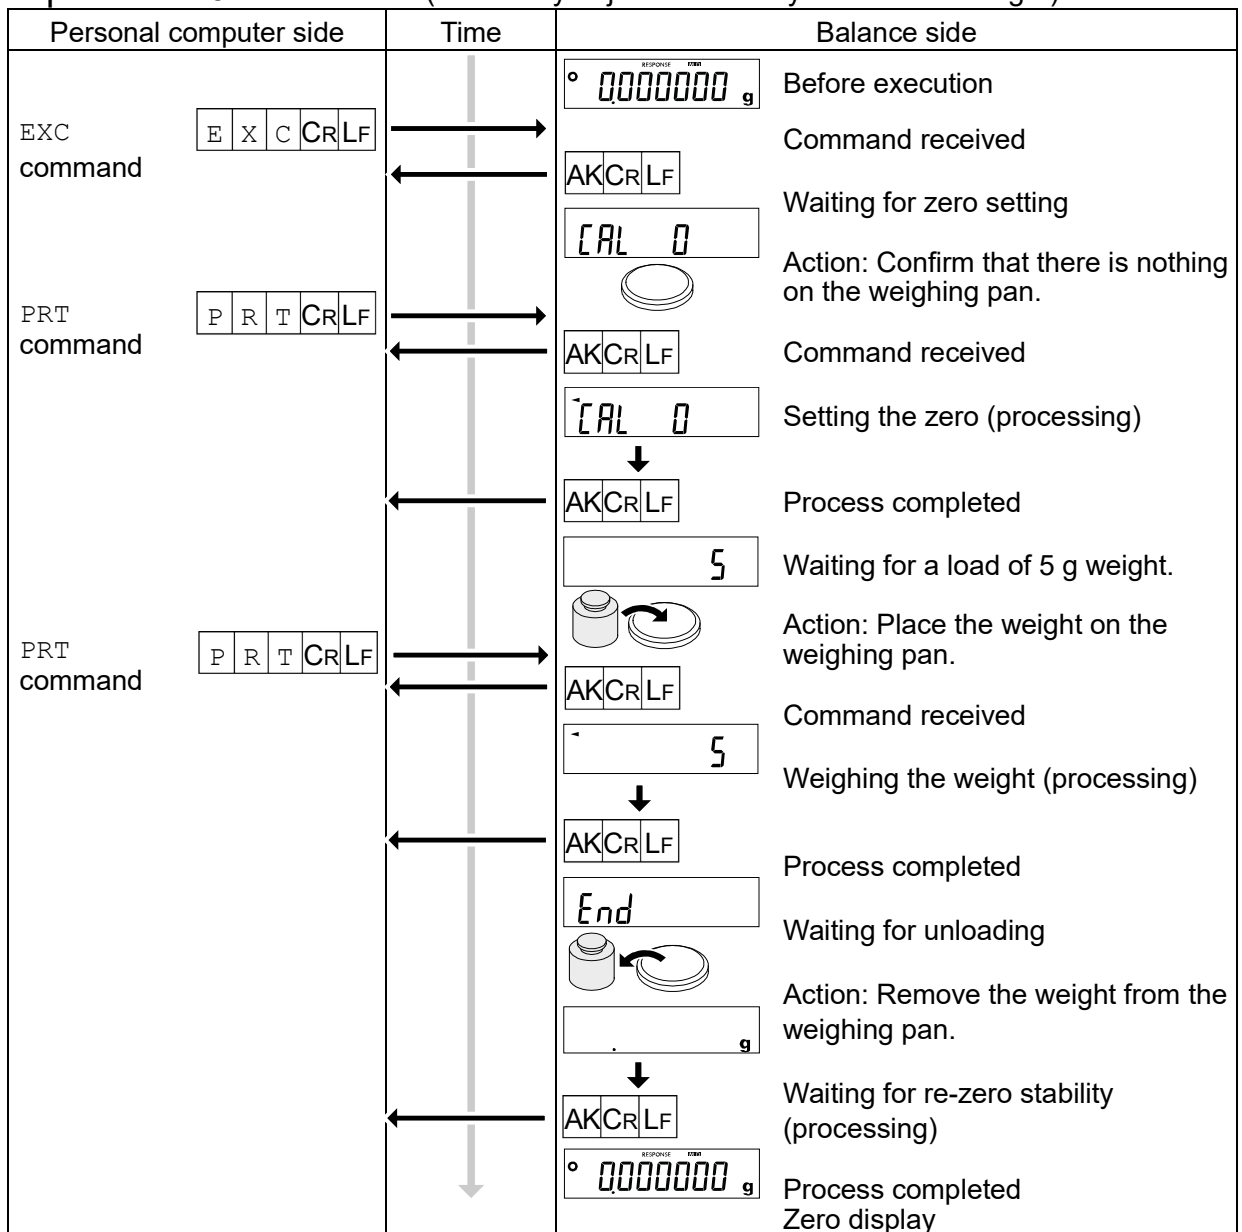 Personal computer side Time Balance side
RESPONSE
0.000000 g Before execution
EXC E X C CR LF
command
Command received
AK CR LF
Waiting for zero setting
CAL 0
Action: Confirm that there is nothing
on the weighing pan.
PRT P R T CR LF
command
AK CR LF Command received
CAL 0 Setting the zero (processing)
AK CR LF Process completed
5 Waiting for a load of 5 g weight.
Action: Place the weight on the
weighing pan.
PRT P R T CR LF
command
AK CR LF
Command received
5
Weighing the weight (processing)
AK CR LF
Process completed
End
Waiting for unloading
Action: Remove the weight from the
weighing pan.
. g
Waiting for re-zero stability
(processing)
AK CR LF
RESPONSE
0.000000 g
Process completed
Zero display